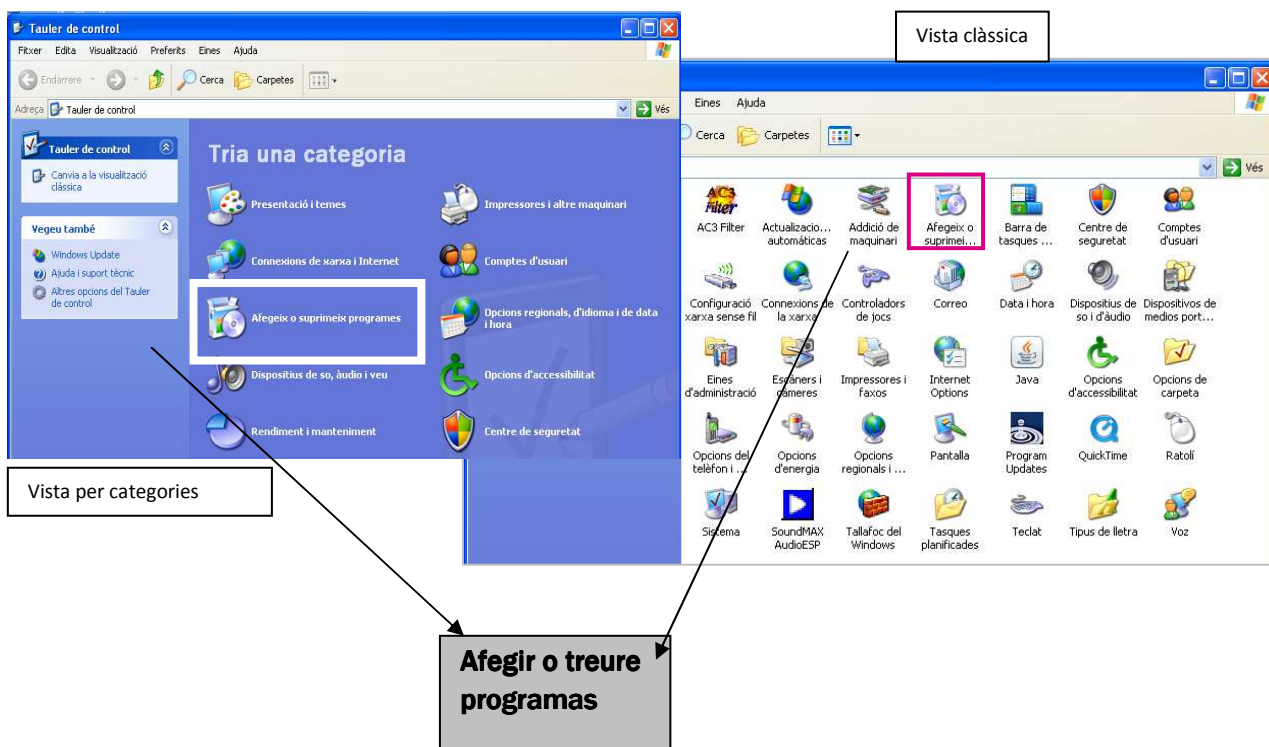 Tauler de control
Fitxer Edita Visualització Preferits Eines Ajuda
Endarrere Cerca Carpetes
Adreça Tauler de control Vés
Tauler de control
Canvia a la visualització
clàssica
Vegeu també
Windows Update
Ajuda i suport tècnic
Altres opcions del Tauler
de control
Tria una categoria
Presentació i temes
Impressores i altre maquinari
Connexions de xarxa i Internet
Comptes d'usuari
Afegeix o suprimeix programes
Opcions regionals, d'idioma i de data
i hora
Dispositius de so, àudio i veu
Opcions d'accessibilitat
Rendiment i manteniment
Centre de seguretat
Vista per categories
Vista clàssica
Eines Ajuda
Cerca Carpetes
Vés
AC3
Filter
AC3 Filter
Actualizacio...
automáticas
Addició de
maquinari
Afegeix o
suprimei...
Barra de
tasques ...
Centre de
seguretat
Comptes
d'usuari
Configuració
xarxa sense fil
Connexions de
la xarxa
Controladors
de jocs
Correo
Data i hora
Dispositius de
so i d'àudio
Dispositivos de
medios port...
Eines
d'administració
Escàners i
càmeres
Impressores i
faxos
Internet
Options
Java
Opcions
d'accessibilitat
Opcions de
carpeta
Opcions del
telèfon i ...
Opcions
d'energia
Opcions
regionals i ...
Pantalla
Program
Updates
QuickTime
Ratolí
Sistema
SoundMAX
AudioESP
Tallafoc del
Windows
Tasques
planificades
Teclat
Tipus de lletra
Voz
Afegir o treure
programas